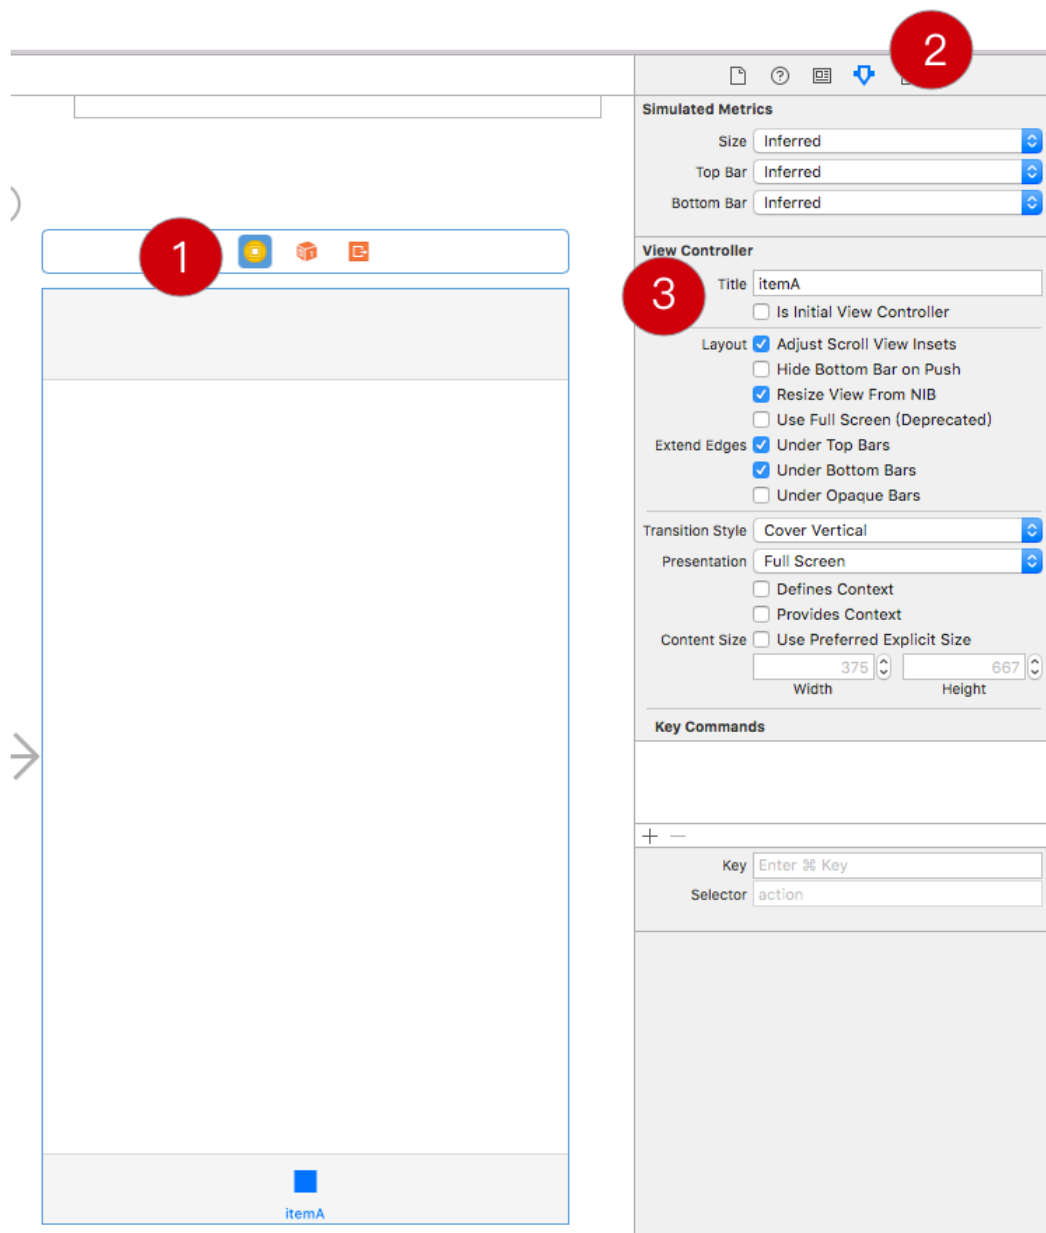 2
Simulated Metrics
Size Inferred
Top Bar Inferred
Bottom Bar Inferred
1
View Controller
3
Title itemA
Is Initial View Controller
Layout Adjust Scroll View Insets
Hide Bottom Bar on Push
Resize View From NIB
Use Full Screen (Deprecated)
Extend Edges Under Top Bars
Under Bottom Bars
Under Opaque Bars
Transition Style Cover Vertical
Presentation Full Screen
Defines Context
Provides Context
Content Size Use Preferred Explicit Size
375 667
Width Height
Key Commands
Key Enter ⌘ Key
Selector action
itemA